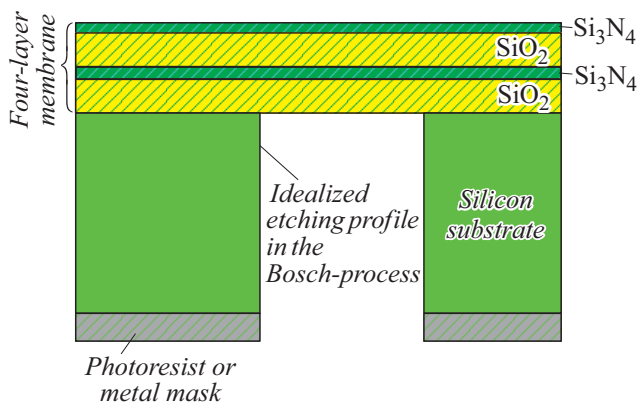 Four-layer
membrane
Si3N4
SiO2
Si3N4
SiO2
Idealized
etching profile
in the
Bosch-process
Silicon
substrate
Photoresist or
metal mask